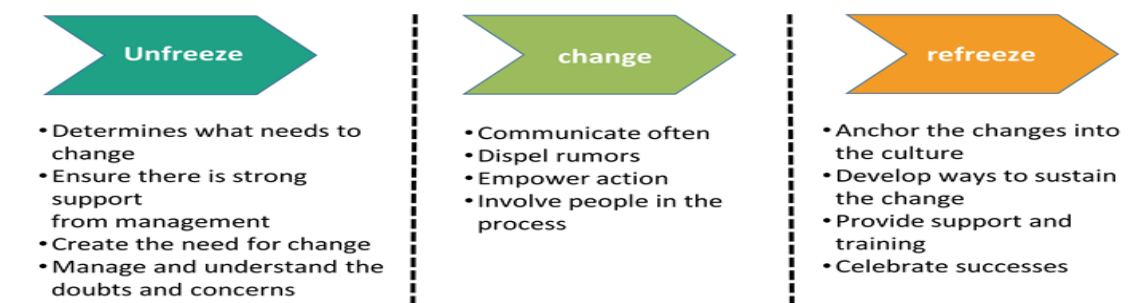 Unfreeze
•Determines what needs to
change
•Ensure there is strong
support
from management
•Create the need for change
•Manage and understand the
doubts and concerns
change
•Communicate often
•Dispel rumors
•Empower action
•Involve people in the
process
refreeze
•Anchor the changes into
the culture
•Develop ways to sustain
the change
•Provide support and
training
•Celebrate successes